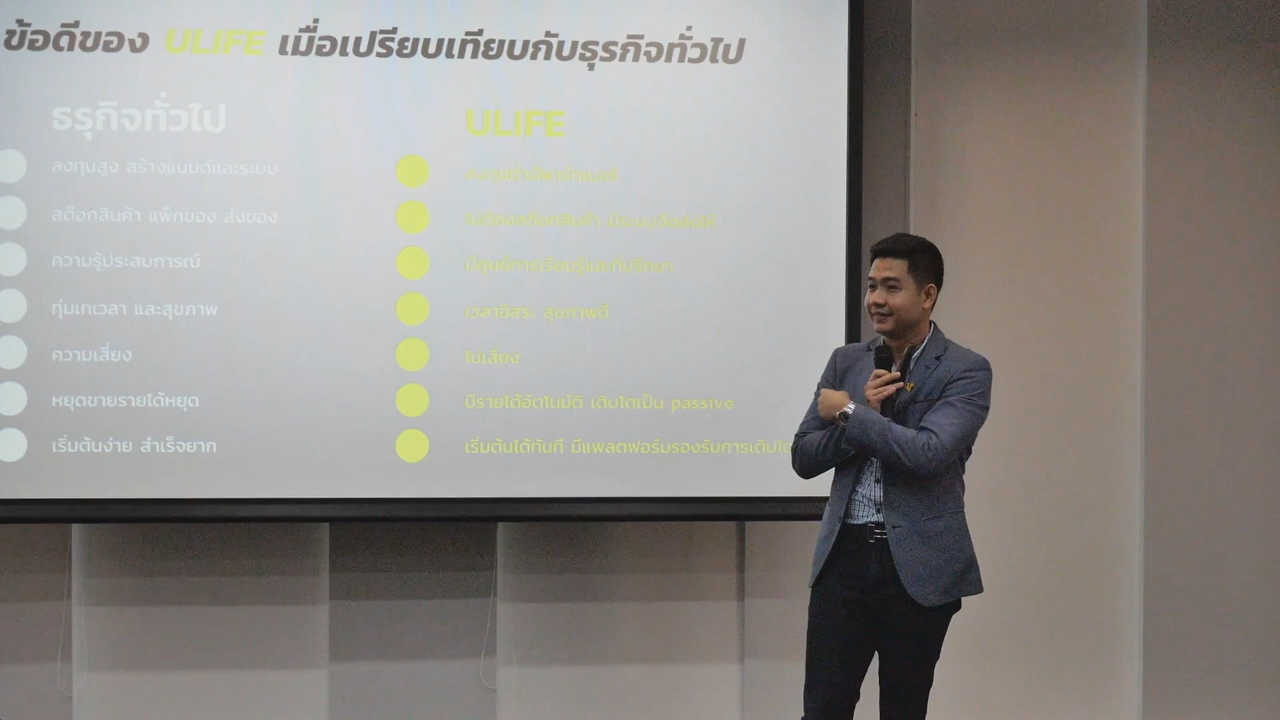 ข้อดีของ ULIFE เมื่อเปรียบเทียบกับธุรกิจทั่วไป
ธรุกิจทั่วไป
ลงทุนสูง สร้างแบนด์และระบบ
สต๊อกสินค้า แพ็กของ ส่งของ
ความรู้ประสบการณ์
ทุ่มเทเวลา และสุขภาพ
ความเสี่ยง
หยุดขายรายได้หยุด
เริ่มต้นง่าย สำเร็จยาก
ULIFE
มีศูนย์การเรียนรู้และที่ปรึกษา
เวลาอิสระ สุขภาพดี
ไม่เสี่ยง
มีรายได้อัตโนมัติ เติบโตเป็น passive
เริ่มต้นได้ทันที มีแพลตฟอร์มรองรับการเติบโต